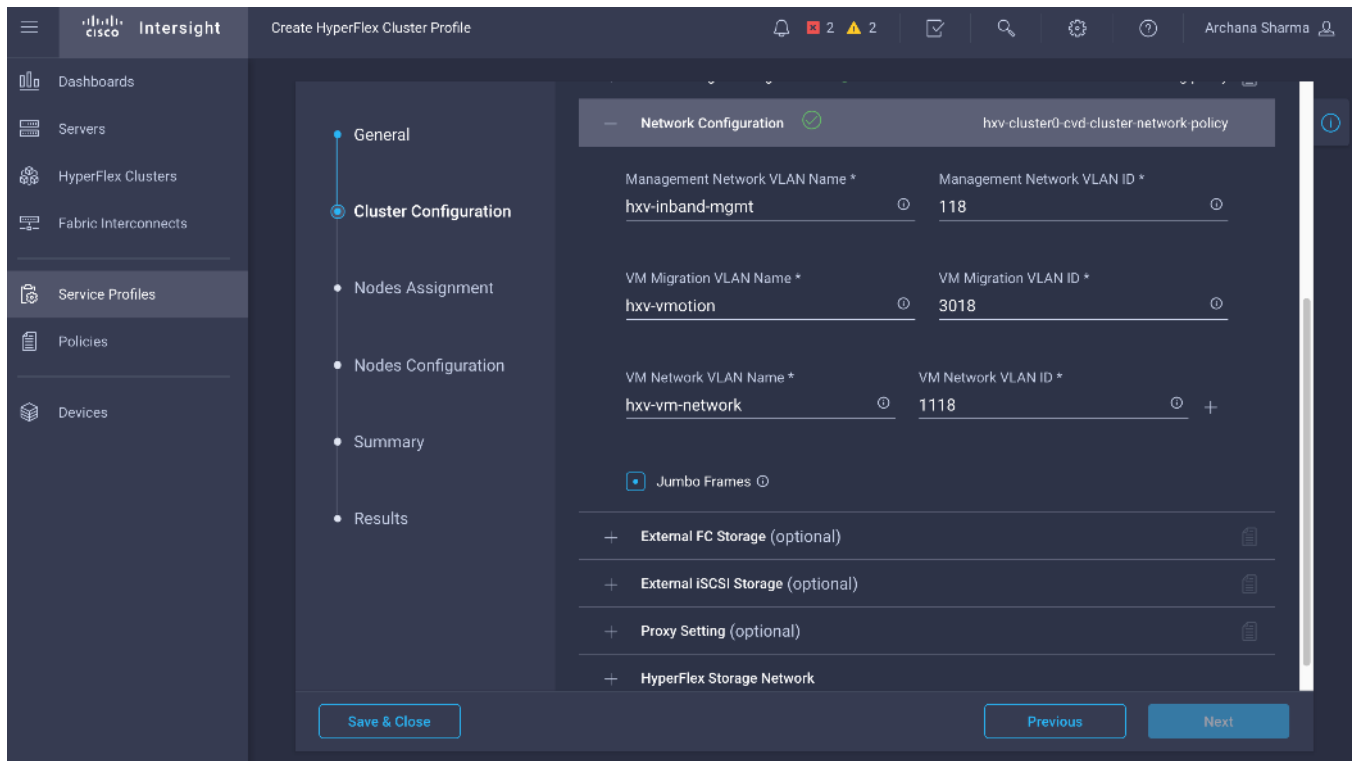 cisco Intersight
Create HyperFlex Cluster Profile
2 2
Archana Sharma
Dashboards
Servers
HyperFlex Clusters
Fabric Interconnects
Service Profiles
Policies
Devices
General
Cluster Configuration
Nodes Assignment
Nodes Configuration
Summary
Results
Network Configuration hxv-cluster0-cvd-cluster-network-policy
Management Network VLAN Name * Management Network VLAN ID *
hxv-inband-mgmt 118
VM Migration VLAN Name * VM Migration VLAN ID *
hxv-vmotion 3018
VM Network VLAN Name * VM Network VLAN ID *
hxv-vm-network 1118
Jumbo Frames
External FC Storage (optional)
External iSCSI Storage (optional)
Proxy Setting (optional)
HyperFlex Storage Network
Save & Close Previous Next